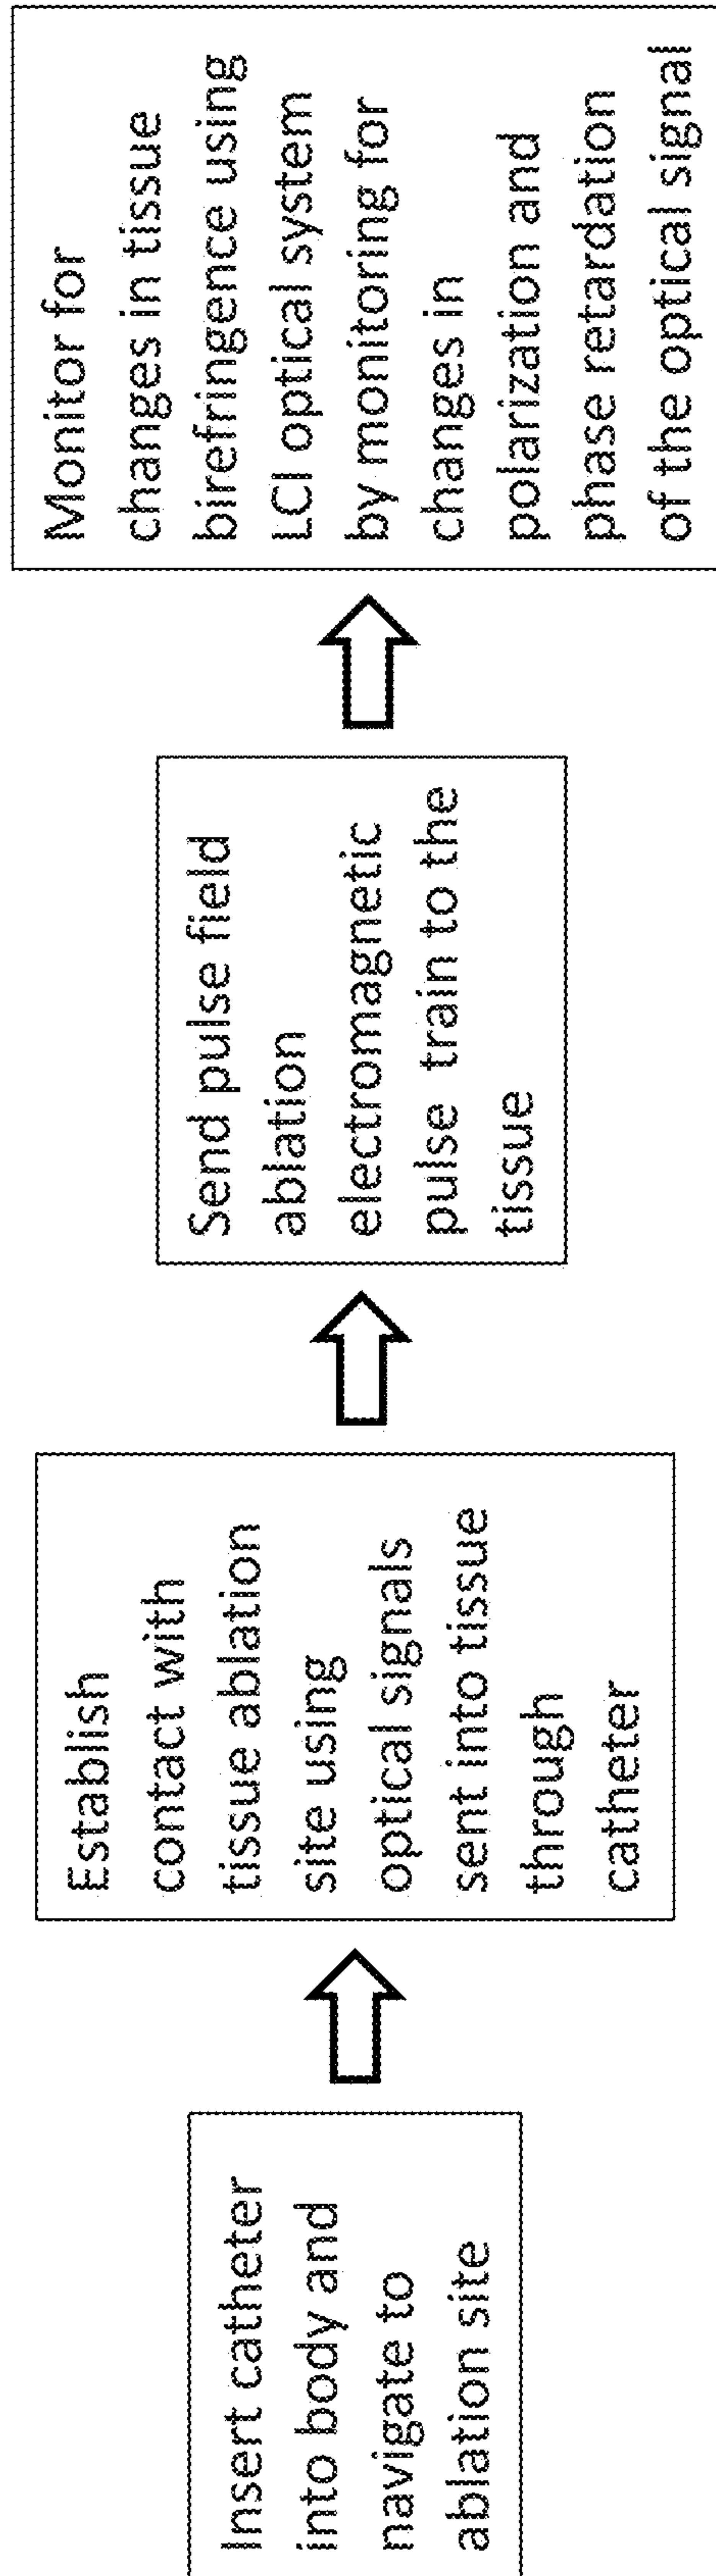 Insert catheter
into body and
navigate to
ablation site
Establish
contact with
tissue ablation
site using
optical signals
sent into tissue
through
catheter
Send pulse field
ablation
electromagnetic
pulse train to the
tissue
Monitor for
changes in tissue
birefringence using
LCI optical system
by monitoring for
changes in
polarization and
phase retardation
of the optical signal